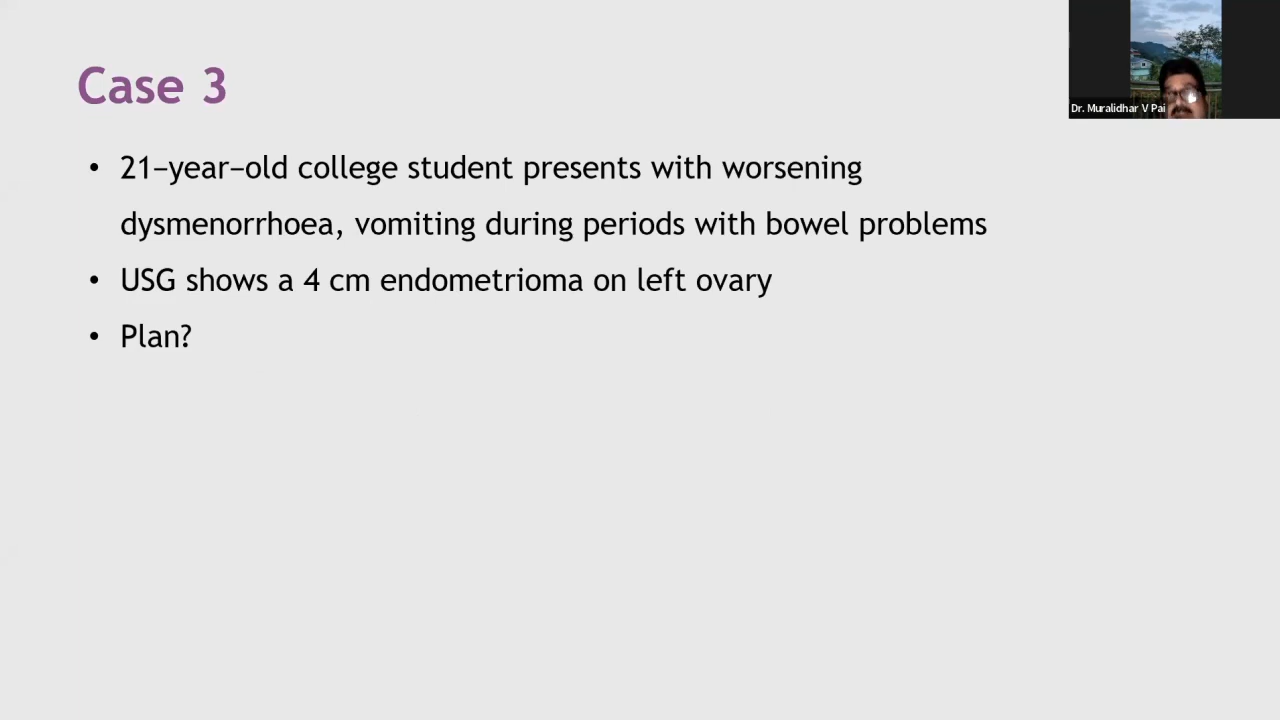 Case 3
Dr. Muralidhar V Pai
• 21–year–old college student presents with worsening
dysmenorrhoea, vomiting during periods with bowel problems
• USG shows a 4 cm endometrioma on left ovary
• Plan?